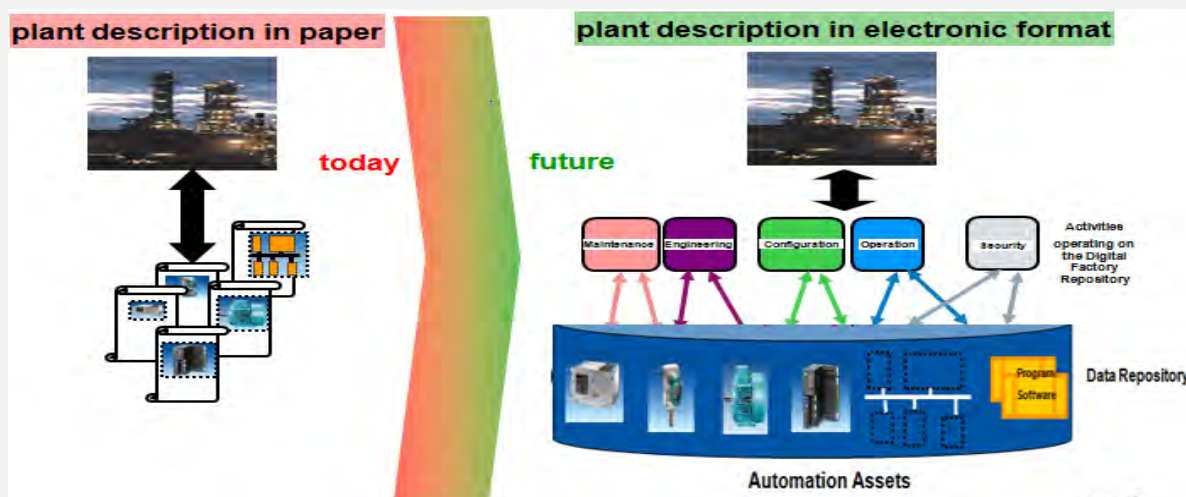 plant description in paper
plant description in electronic format
today
future
Maintenance
Engineering
Configuration
Operation
Security
Activities
operating on
the Digital
Factory
Repository
Program
Software
Data Repository
Automation Assets